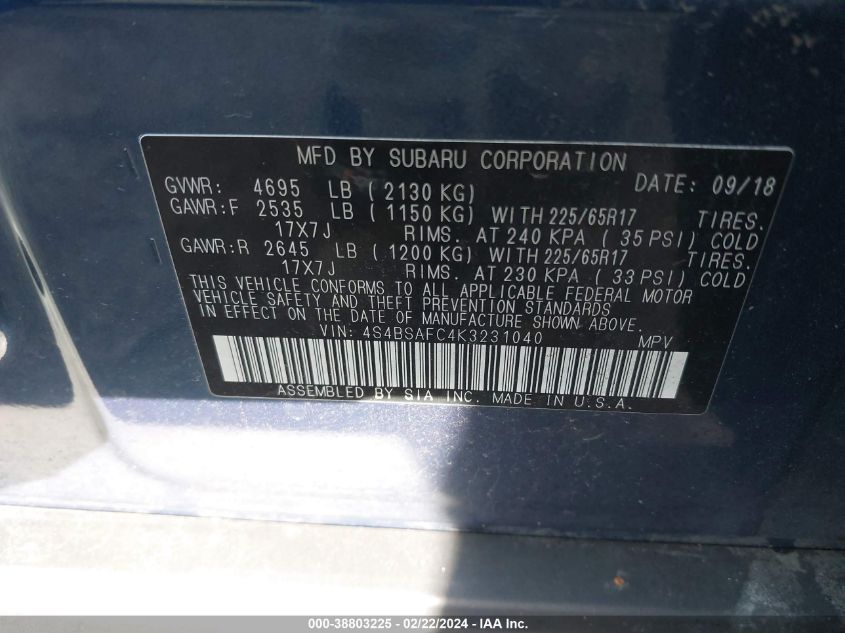 MFD BY SUBARU CORPORATION
GVWR: 4695 LB ( 2130 KG) DATE: 09/18
GAWR:F 2535 LB ( 1150 KG) WITH 225/65R17 TIRES.
17X7J RIMS. AT 240 KPA ( 35 PSI) COLD
GAWR:R 2645 LB ( 1200 KG) WITH 225/65R17 TIRES.
17X7J RIMS. AT 230 KPA ( 33 PSI) COLD
THIS VEHICLE CONFORMS TO ALL APPLICABLE FEDERAL MOTOR
VEHICLE SAFETY AND THEFT PREVENTION STANDARDS
IN EFFECT ON THE DATE OF MANUFACTURE SHOWN ABOVE.
VIN: 4S4BSAFC4K3231040 MPV
ASSEMBLED BY SIA INC. MADE IN U.S.A.
000-38803225 - 02/22/2024 - IAA Inc.